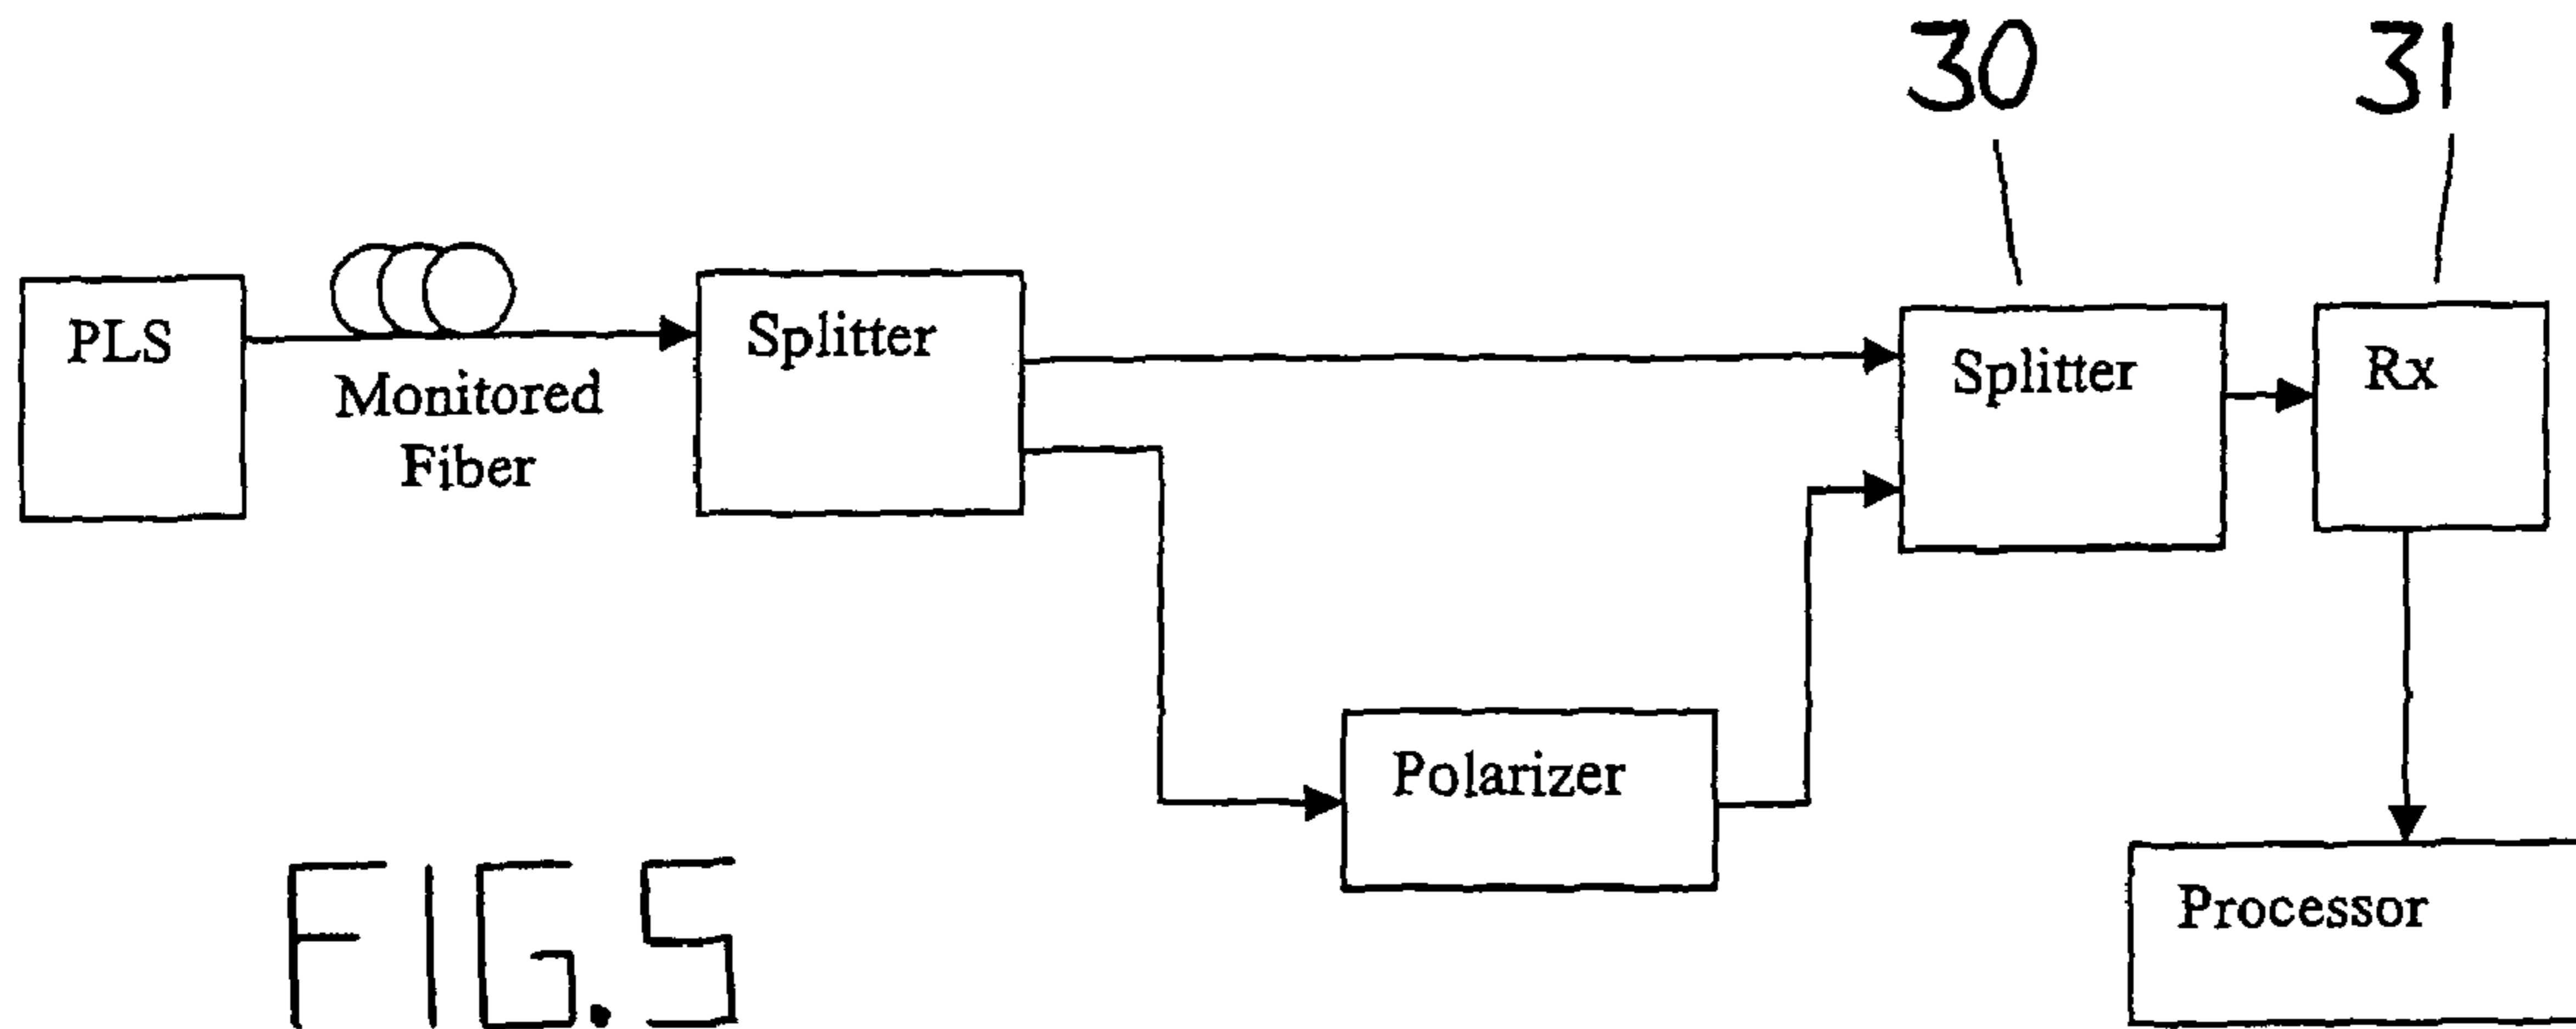 30
31
PLS
Monitored
Fiber
Splitter
Splitter
Rx
Polarizer
Processor
FIG.5